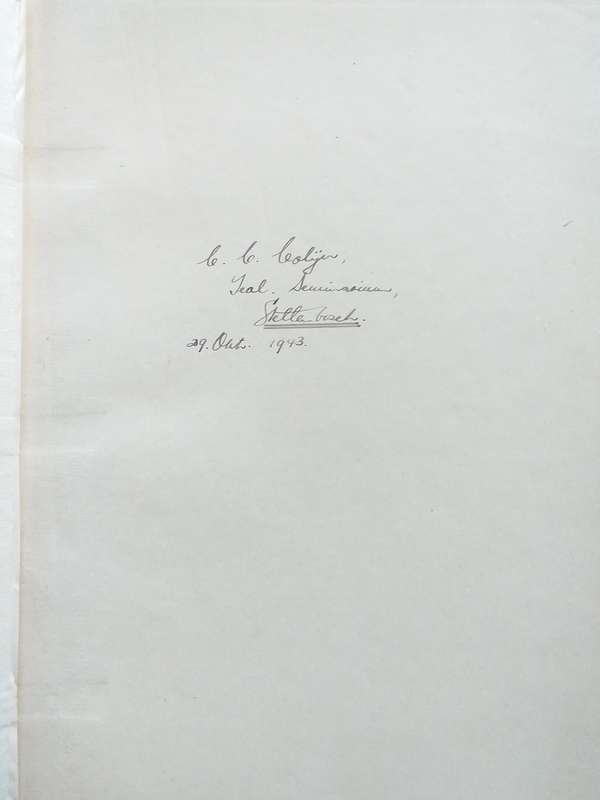 C. C. Colijn,
Teol. Seminarium,
Stellenbosch.
29. Okt. 1943.